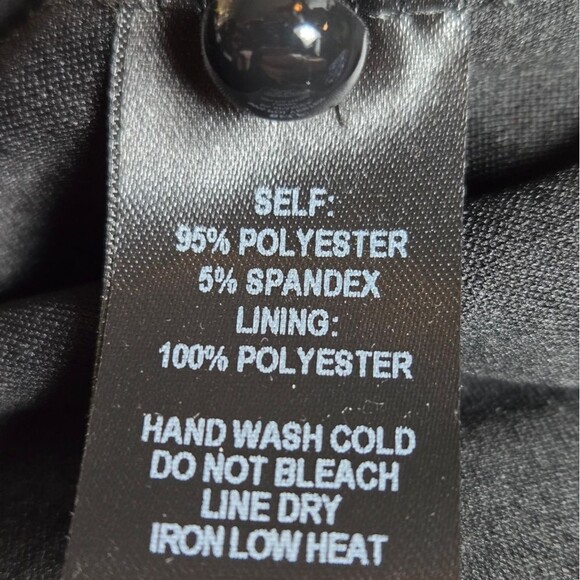 SELF:
95% POLYESTER
5% SPANDEX
LINING:
100% POLYESTER
HAND WASH COLD
DO NOT BLEACH
LINE DRY
IRON LOW HEAT